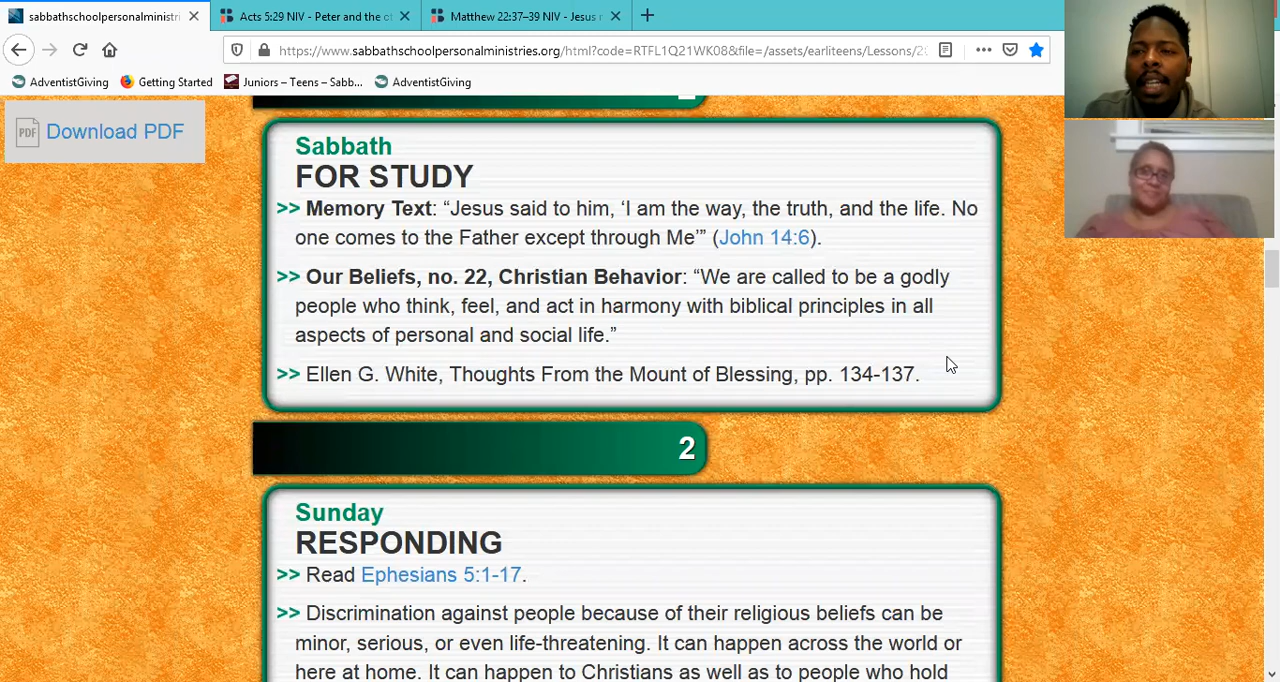 sabbathschoolpersonalministri
Acts 5:29 NIV - Peter and the o
Matthew 22:37–39 NIV - Jesus r
https://www.sabbathschoolpersonalministries.org/html?code=RTFL1Q21WK08&file=/assets/earliteens/Lessons/2
AdventistGiving
Getting Started
Juniors – Teens – Sabb...
AdventistGiving
PDF Download PDF
Sabbath
FOR STUDY
>> Memory Text: “Jesus said to him, ‘I am the way, the truth, and the life. No
one comes to the Father except through Me’” (John 14:6).
>> Our Beliefs, no. 22, Christian Behavior: “We are called to be a godly
people who think, feel, and act in harmony with biblical principles in all
aspects of personal and social life.”
>> Ellen G. White, Thoughts From the Mount of Blessing, pp. 134-137.
2
Sunday
RESPONDING
>> Read Ephesians 5:1-17.
>> Discrimination against people because of their religious beliefs can be
minor, serious, or even life-threatening. It can happen across the world or
here at home. It can happen to Christians as well as to people who hold